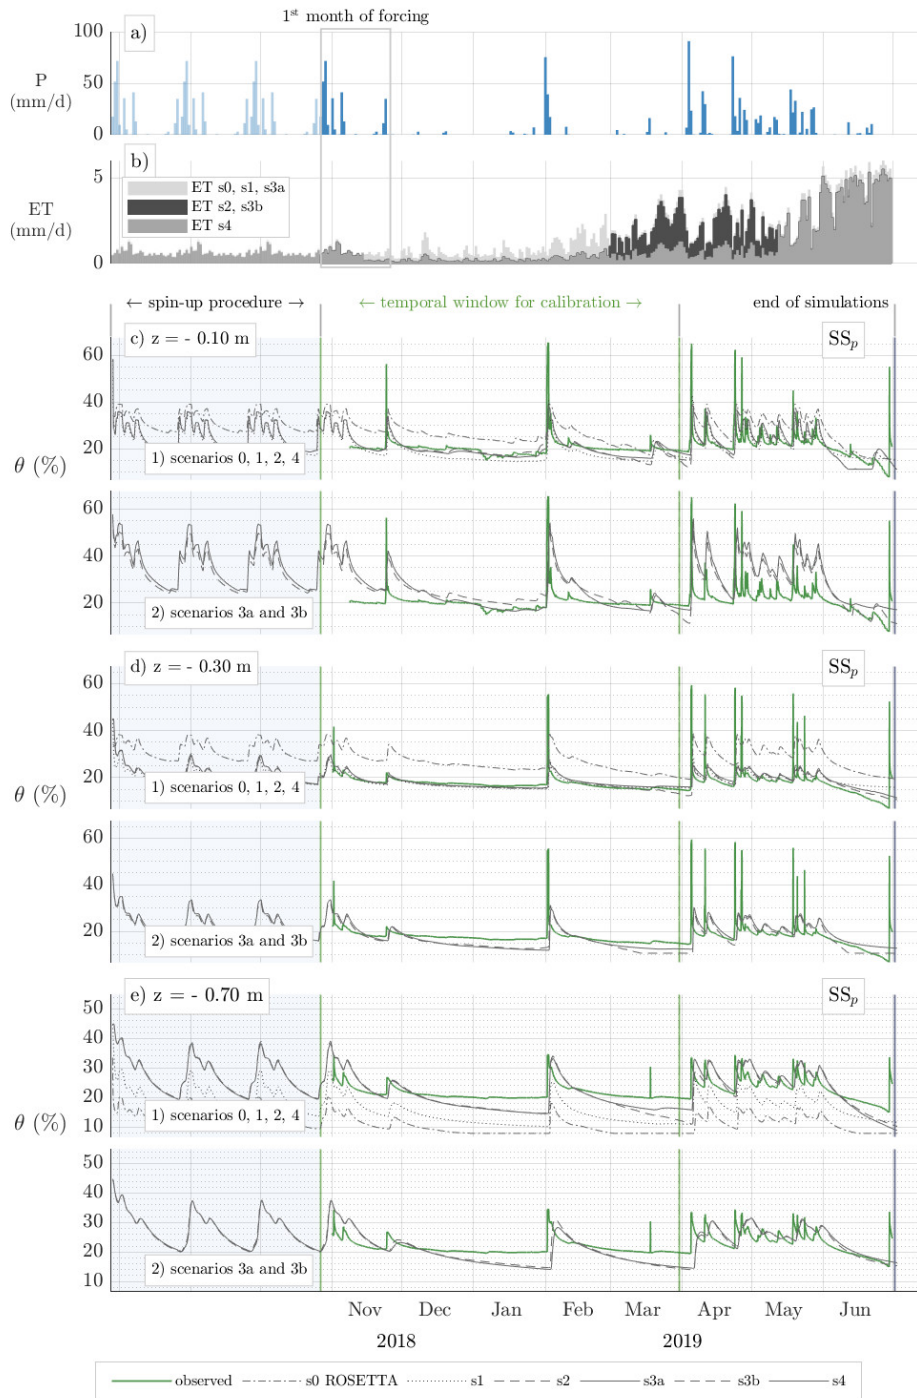 1st month of forcing
a)
100
50
0
P
(mm/d)
b)
5
0
ET
(mm/d)
ET s0, s1, s3a
ET s2, s3b
ET s4
← spin-up procedure →
← temporal window for calibration →
end of simulations
c) z = - 0.10 m
SSp
60
40
20
1) scenarios 0, 1, 2, 4
θ (%)
60
40
20
2) scenarios 3a and 3b
d) z = - 0.30 m
SSp
60
40
20
1) scenarios 0, 1, 2, 4
θ (%)
60
40
20
2) scenarios 3a and 3b
e) z = - 0.70 m
SSp
50
40
30
20
10
1) scenarios 0, 1, 2, 4
θ (%)
50
40
30
20
10
2) scenarios 3a and 3b
Nov Dec Jan Feb Mar Apr May Jun
2018 2019
observed s0 ROSETTA s1 s2 s3a s3b s4